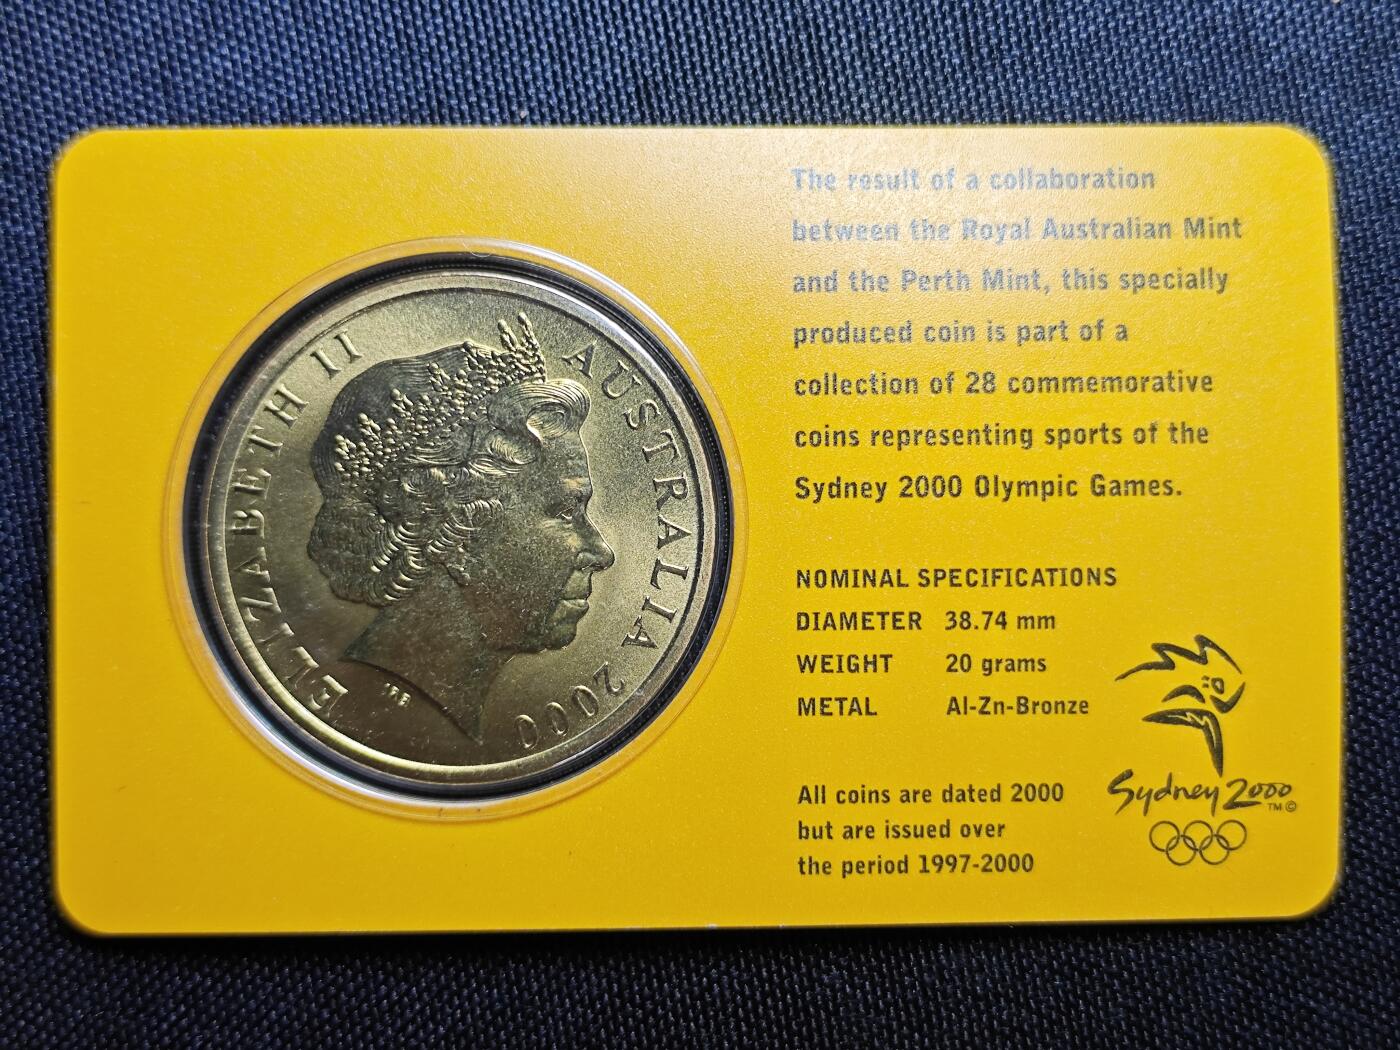 ELIZABETH II AUSTRALIA 2000
IRB
The result of a collaboration
between the Royal Australian Mint
and the Perth Mint, this specially
produced coin is part of a
collection of 28 commemorative
coins representing sports of the
Sydney 2000 Olympic Games.
NOMINAL SPECIFICATIONS
DIAMETER 38.74 mm
WEIGHT 20 grams
METAL Al-Zn-Bronze
All coins are dated 2000
but are issued over
the period 1997-2000
Sydney 2000
TM©